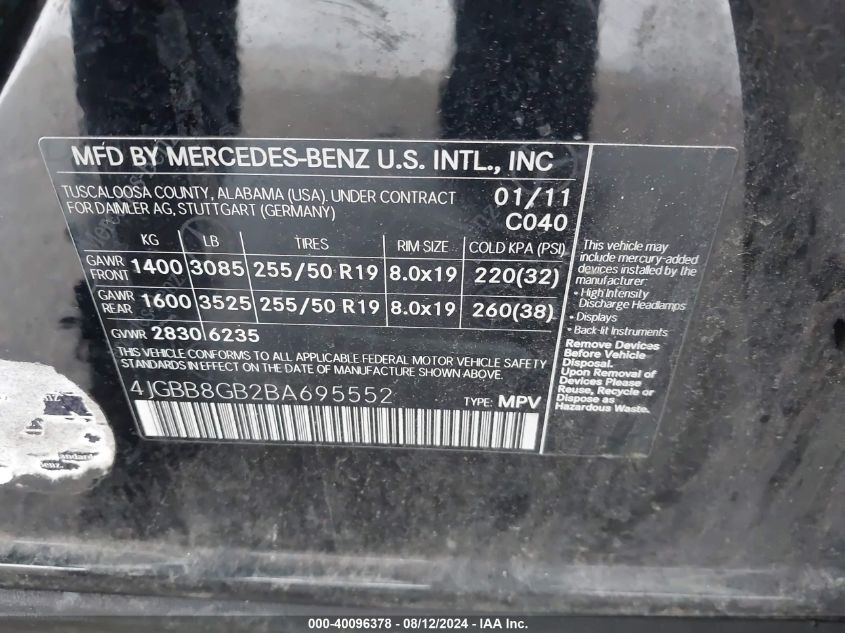 MFD BY MERCEDES-BENZ U.S. INTL., INC
TUSCALOOSA COUNTY, ALABAMA (USA). UNDER CONTRACT
FOR DAIMLER AG, STUTTGART (GERMANY)
01/11
C040
KG LB TIRES RIM SIZE COLD KPA (PSI)
GAWR FRONT 1400 3085 255/50 R19 8.0x19 220(32)
GAWR REAR 1600 3525 255/50 R19 8.0x19 260(38)
GVWR 2830 6235
THIS VEHICLE CONFORMS TO ALL APPLICABLE FEDERAL MOTOR VEHICLE SAFETY
STANDARDS IN EFFECT ON THE DATE OF MANUFACTURE SHOWN ABOVE.
4JGBB8GB2BA695552 TYPE: MPV
This vehicle may
include mercury-added
devices installed by the
manufacturer:
• High Intensity
Discharge Headlamps
• Displays
• Back-lit Instruments
Remove Devices
Before Vehicle
Disposal.
Upon Removal of
Devices Please
Reuse, Recycle or
Dispose as
Hazardous Waste.
000-40096378 - 08/12/2024 - IAA Inc.